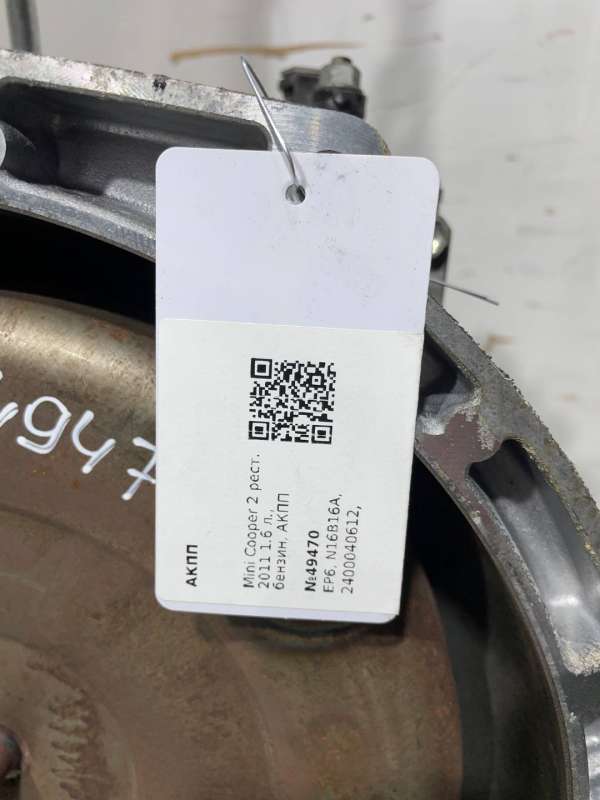 АКПП
Mini Cooper 2 рест.
2011 1.6 л.,
бензин, АКПП
№49470
EP6, N16B16A,
2400040612,